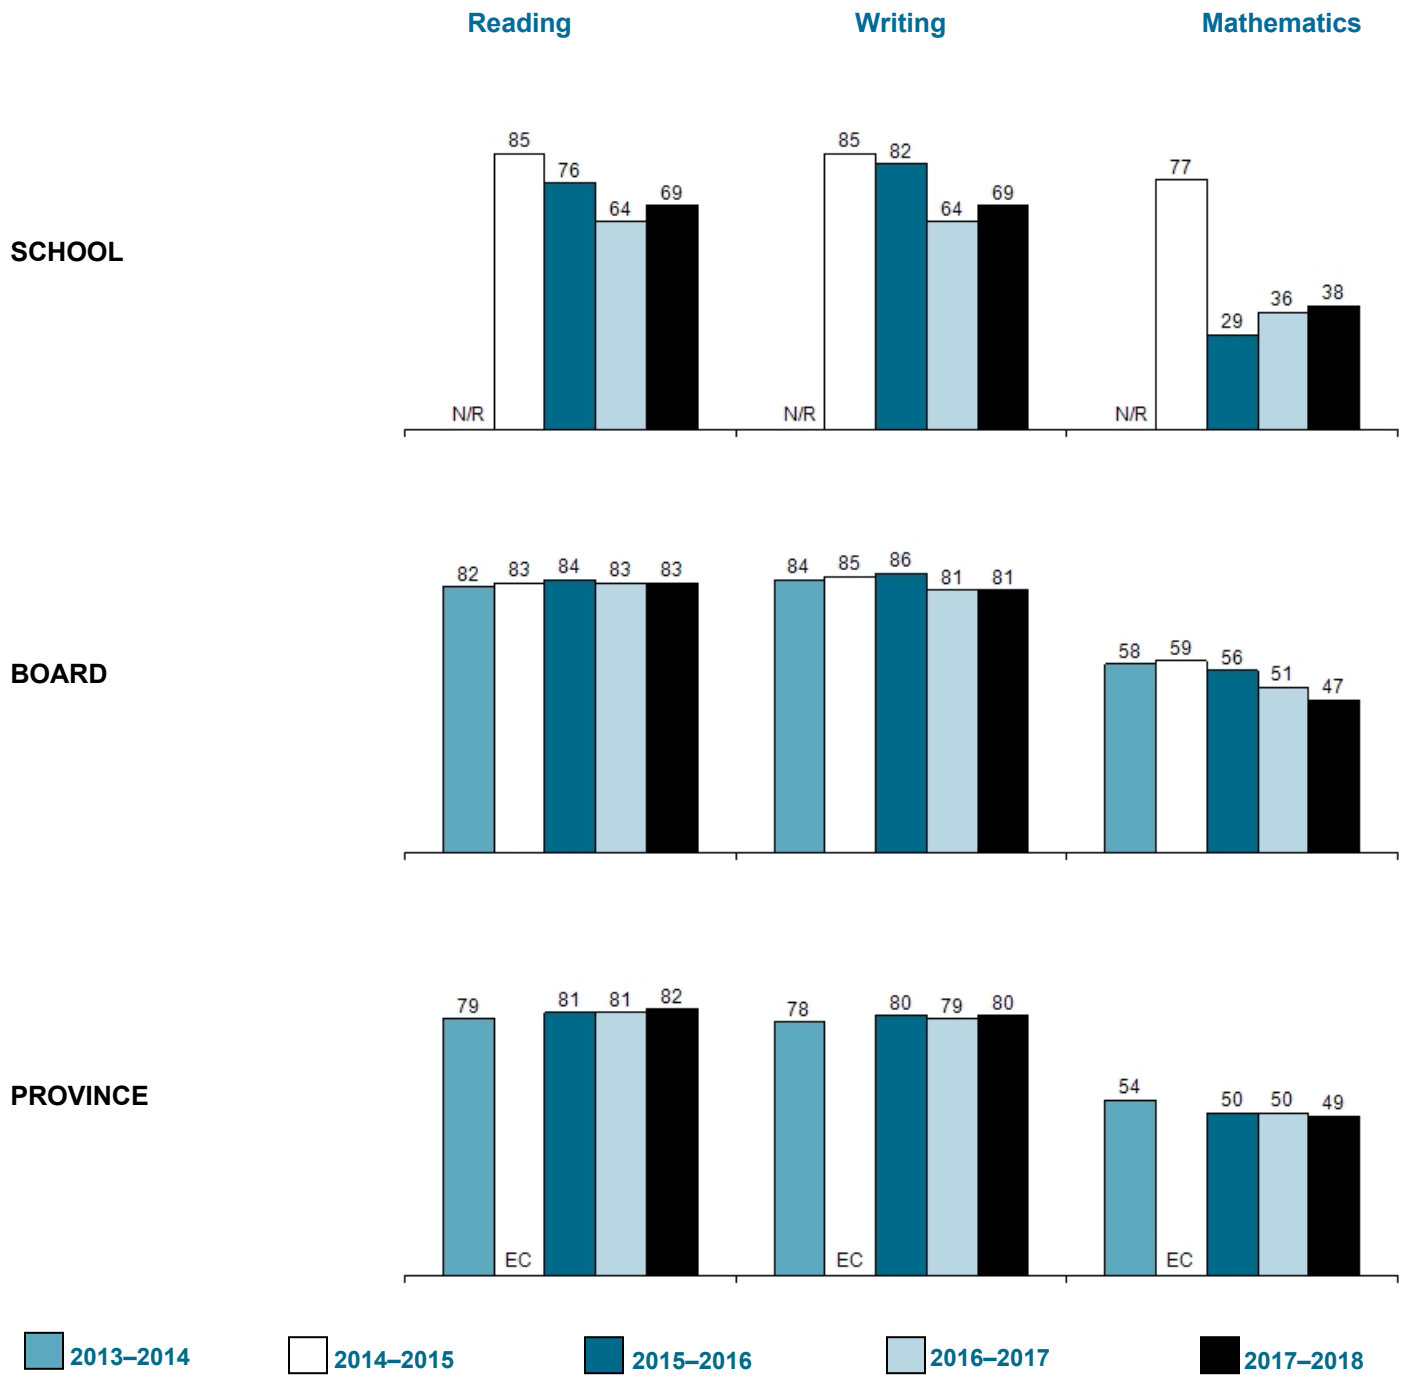 Reading Writing Mathematics
SCHOOL
N/R 85 76 64 69
N/R 85 82 64 69
N/R 77 29 36 38
BOARD
82 83 84 83 83
84 85 86 81 81
58 59 56 51 47
PROVINCE
79 EC 81 81 82
78 EC 80 79 80
54 EC 50 50 49
2013–2014 2014–2015 2015–2016 2016–2017 2017–2018